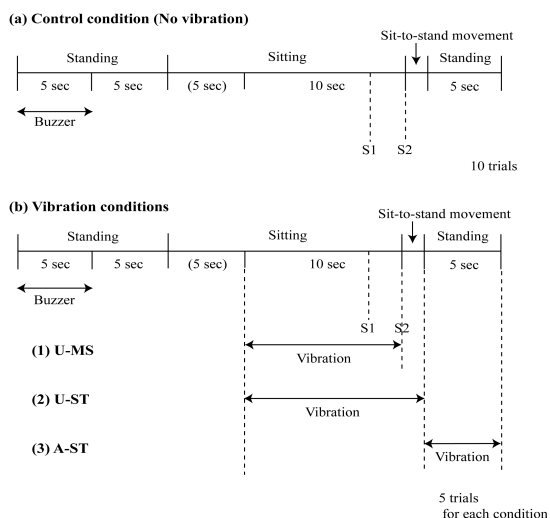 (a) Control condition (No vibration)
Sit-to-stand movement
Standing Sitting Standing
5 sec 5 sec (5 sec) 10 sec 5 sec
Buzzer
S1 S2
10 trials
(b) Vibration conditions
Sit-to-stand movement
Standing Sitting Standing
5 sec 5 sec (5 sec) 10 sec 5 sec
Buzzer
S1 S2
(1) U-MS
Vibration
(2) U-ST
Vibration
(3) A-ST
Vibration
5 trials
for each condition